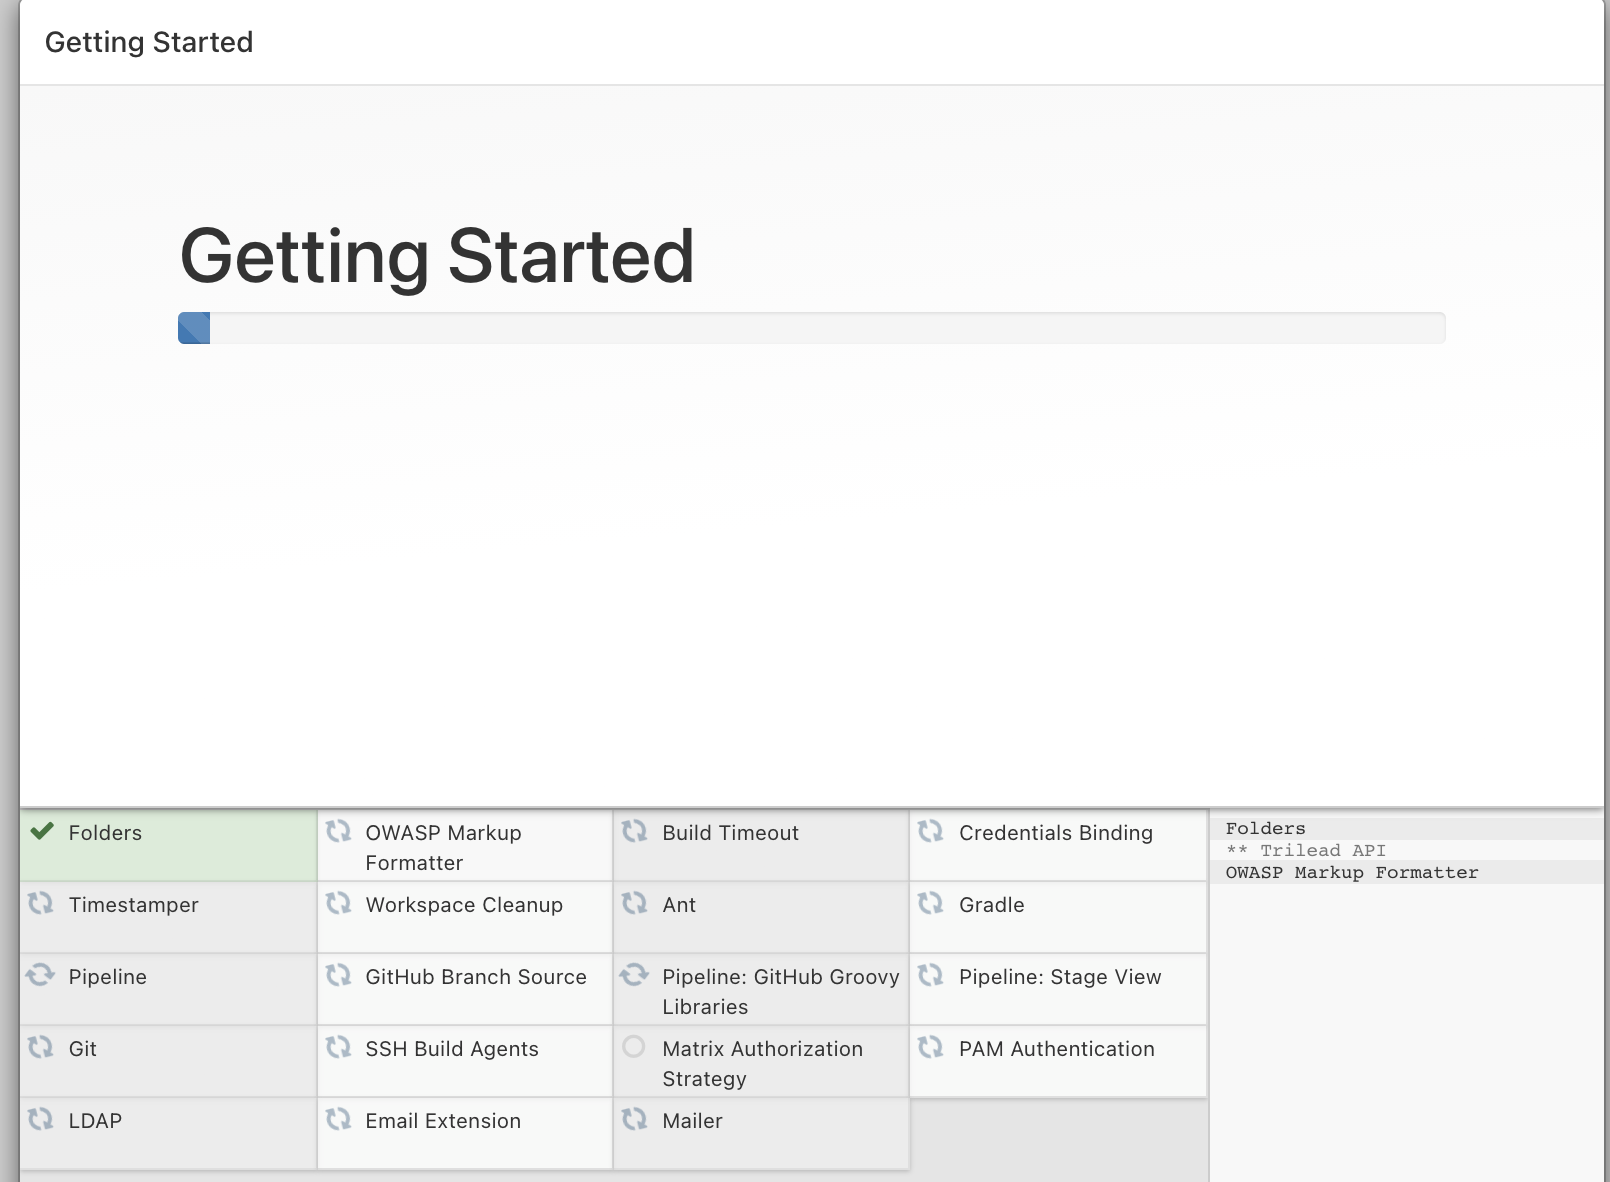 Getting Started
Getting Started
Folders
OWASP Markup
Formatter
Build Timeout
Credentials Binding
Timestamper
Workspace Cleanup
Ant
Gradle
Pipeline
GitHub Branch Source
Pipeline: GitHub Groovy
Libraries
Pipeline: Stage View
Git
SSH Build Agents
Matrix Authorization
Strategy
PAM Authentication
LDAP
Email Extension
Mailer
Folders
** Trilead API
OWASP Markup Formatter